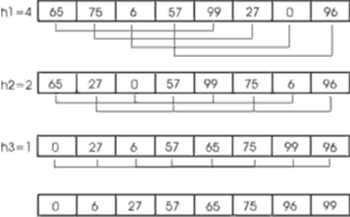 h1=4 65 75 6 57 99 27 0 96
h2=2 65 27 0 57 99 75 6 96
h3=1 0 27 6 57 65 75 99 96
0 6 27 57 65 75 96 99